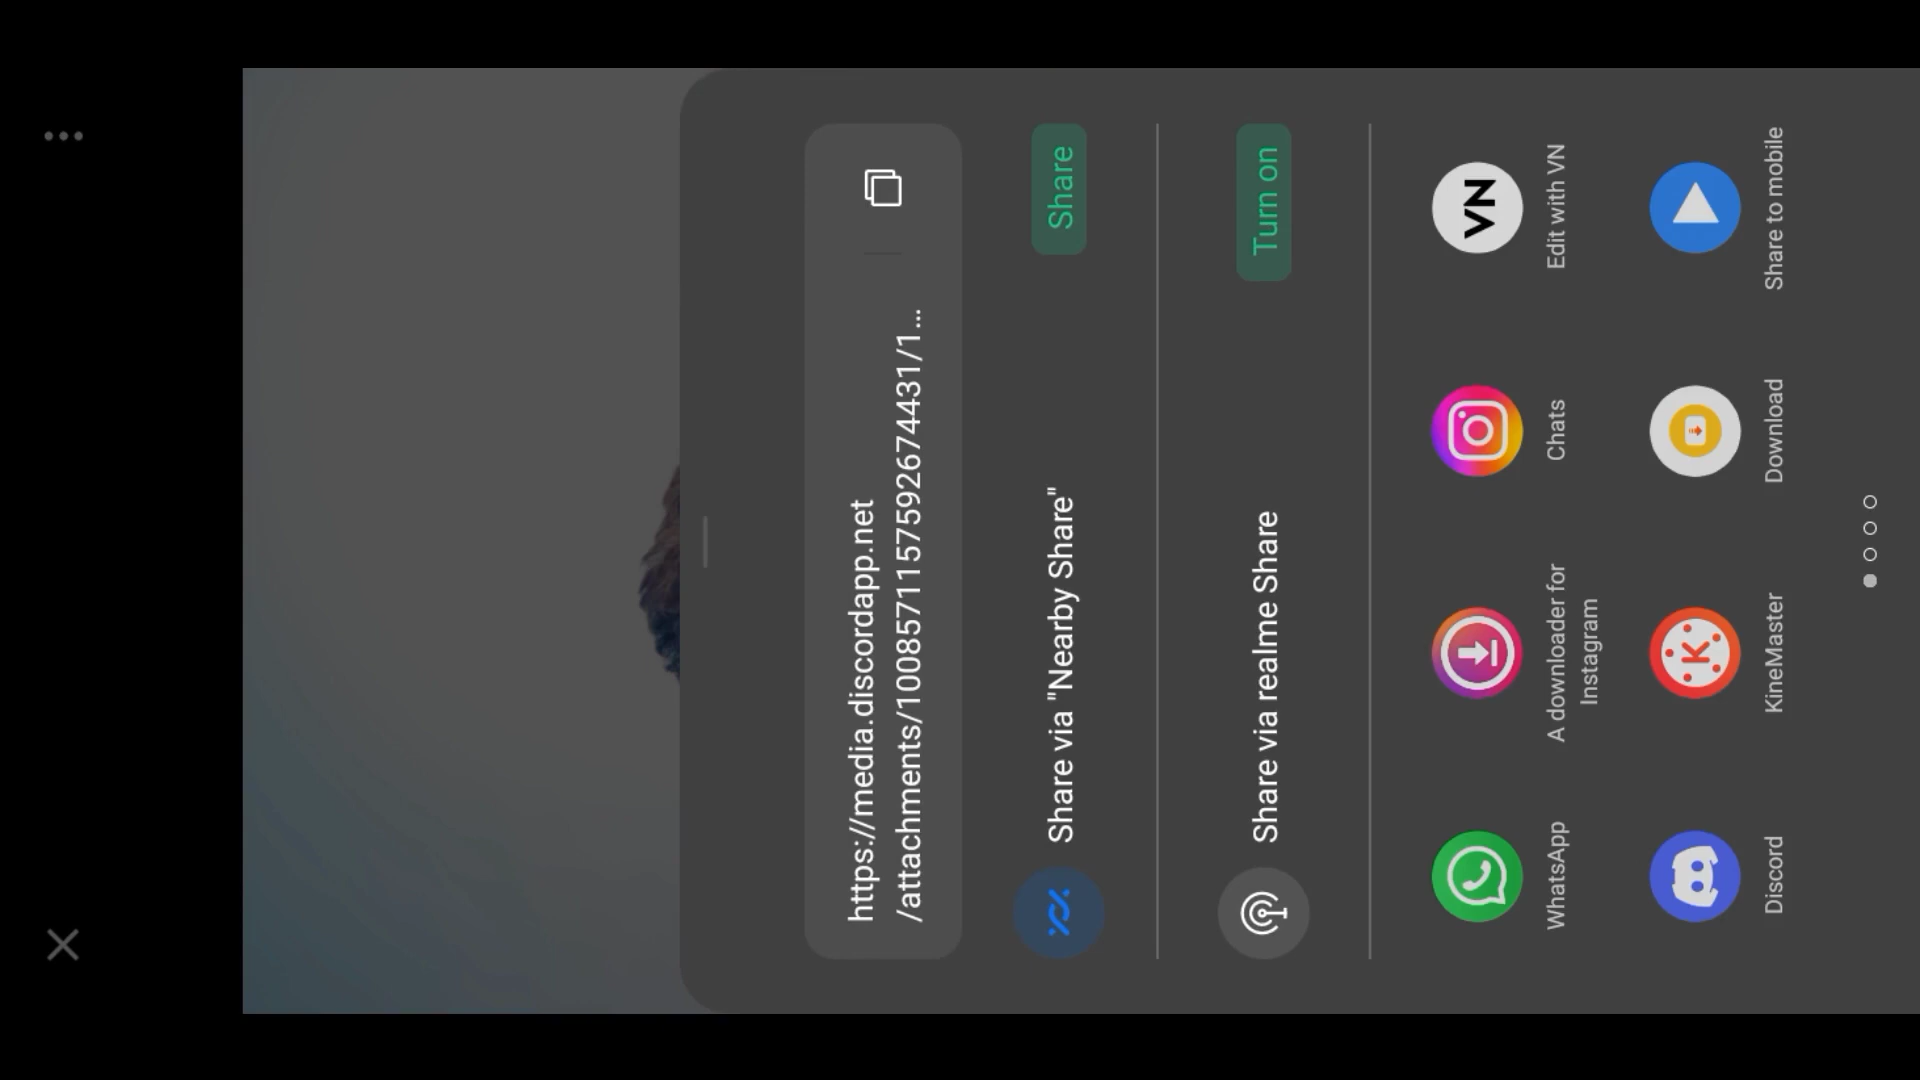 https://media.discordapp.net
/attachments/1008571157592674431/1...
Share via "Nearby Share"
Share
Share via realme Share
Turn on
WhatsApp
A downloader for
Instagram
Chats
VN
Edit with VN
Discord
K
KineMaster
Download
Share to mobile